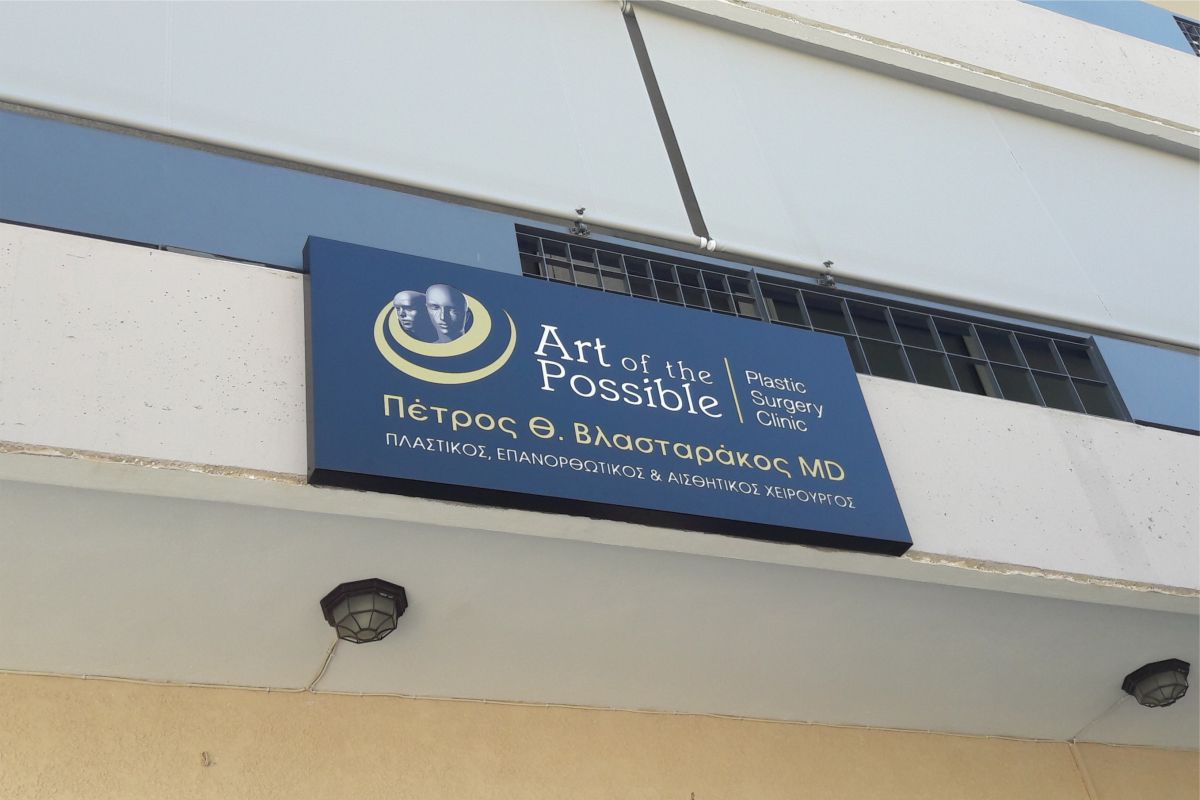 Art of the
Possible
Plastic
Surgery
Clinic
Πέτρος Θ. Βλασταράκος MD
ΠΛΑΣΤΙΚΟΣ, ΕΠΑΝΟΡΘΩΤΙΚΟΣ & ΑΙΣΘΗΤΙΚΟΣ ΧΕΙΡΟΥΡΓΟΣ